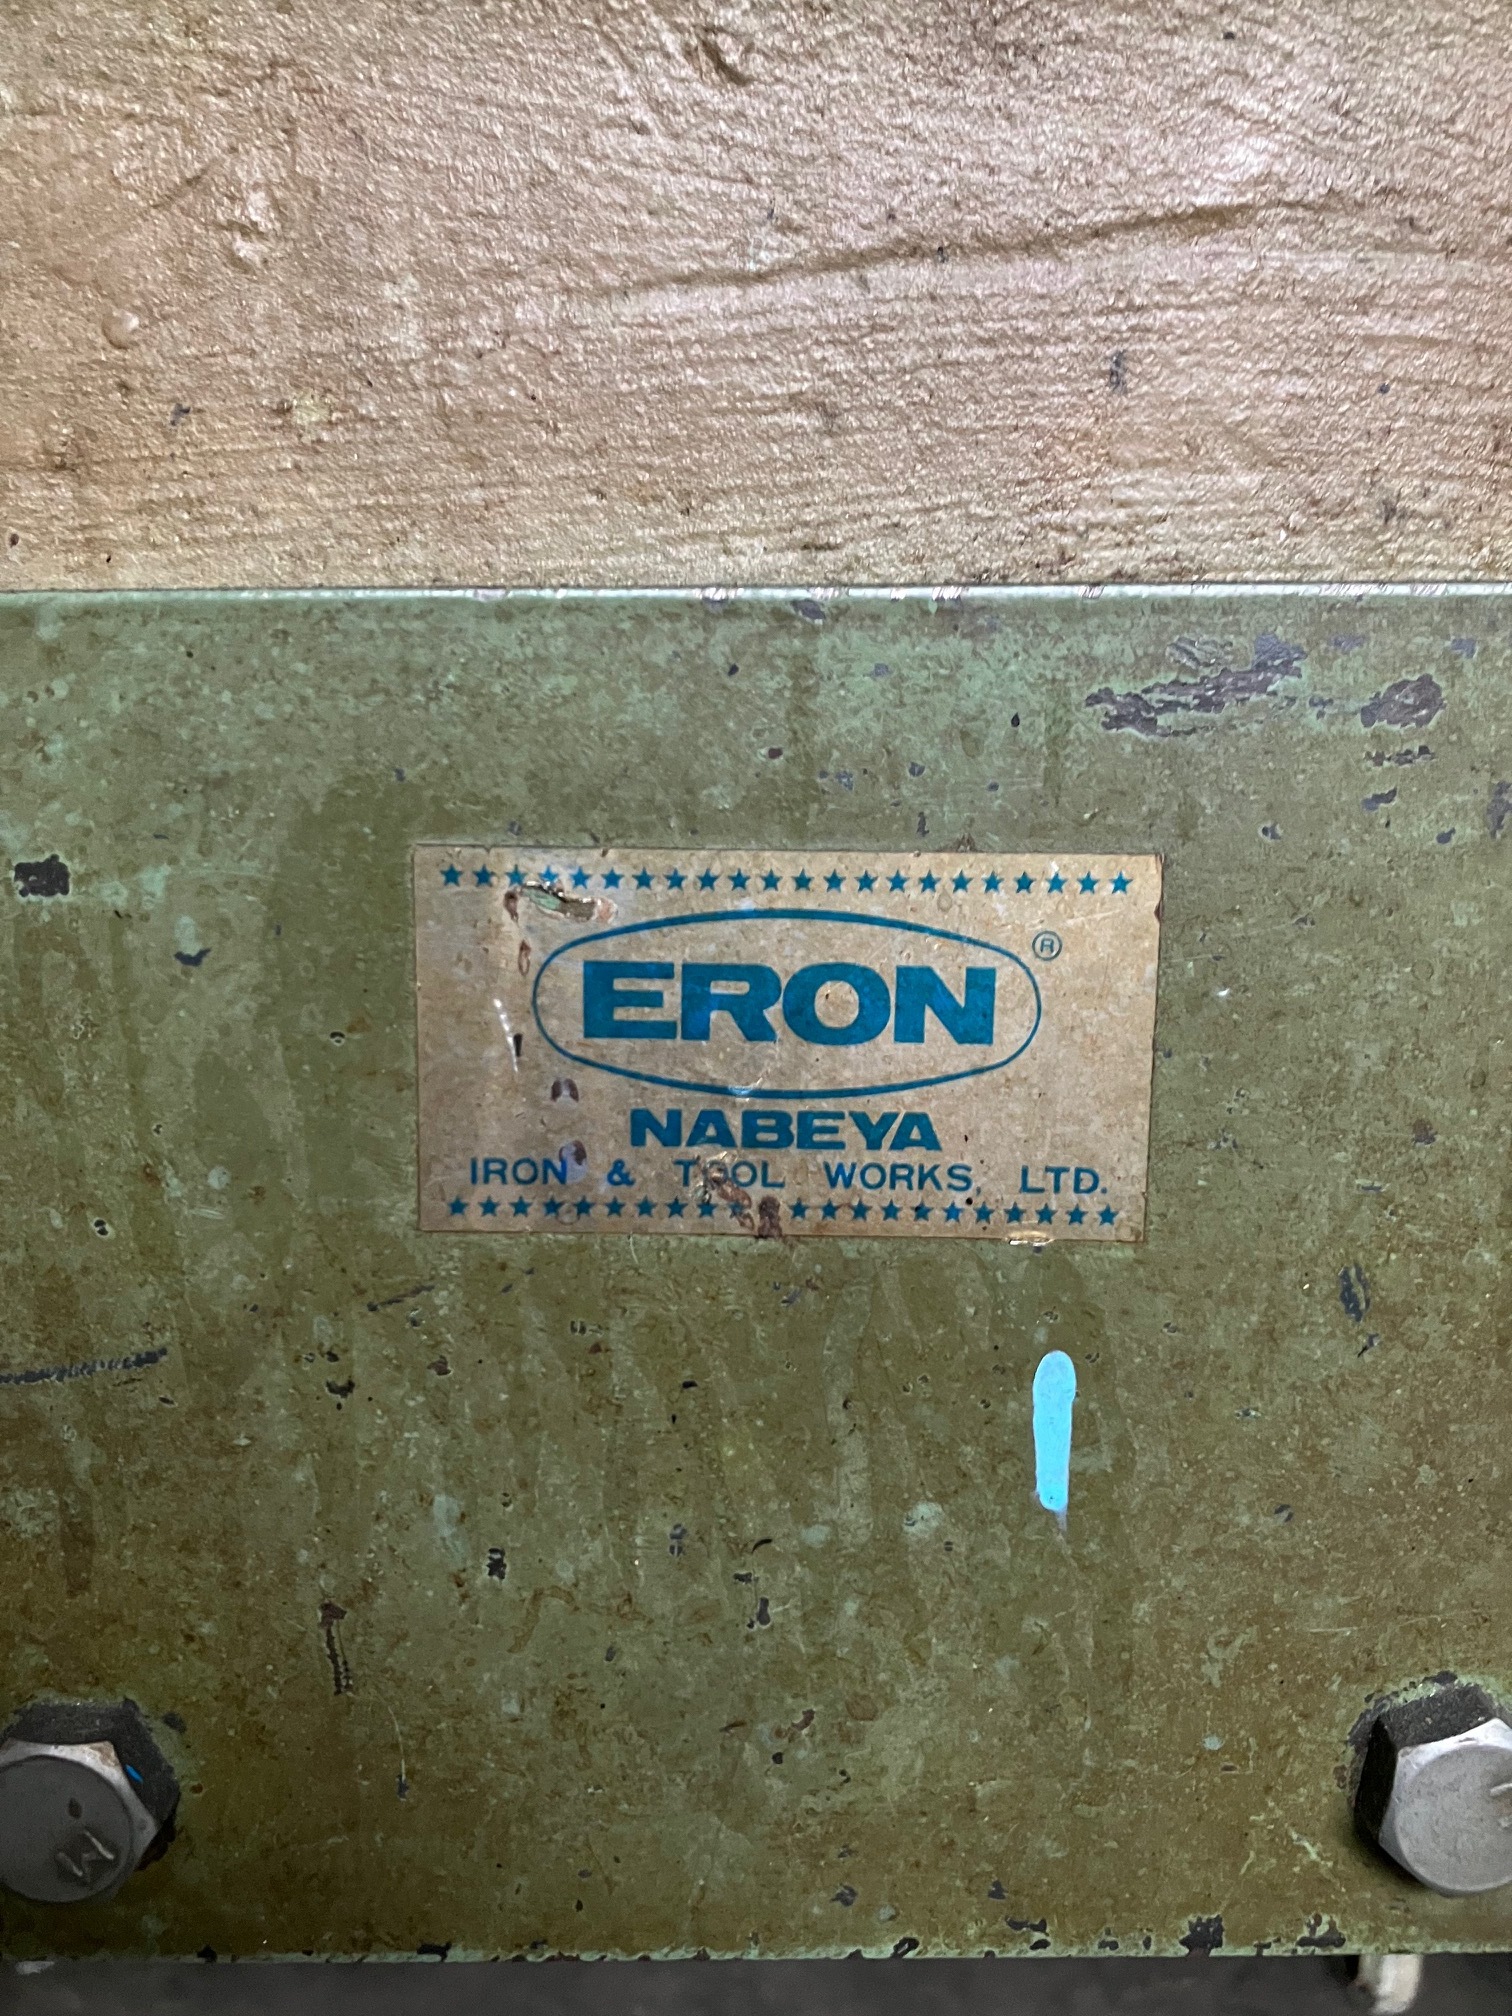 ERON ®
NABEYA
IRON & TOOL WORKS, LTD.
M